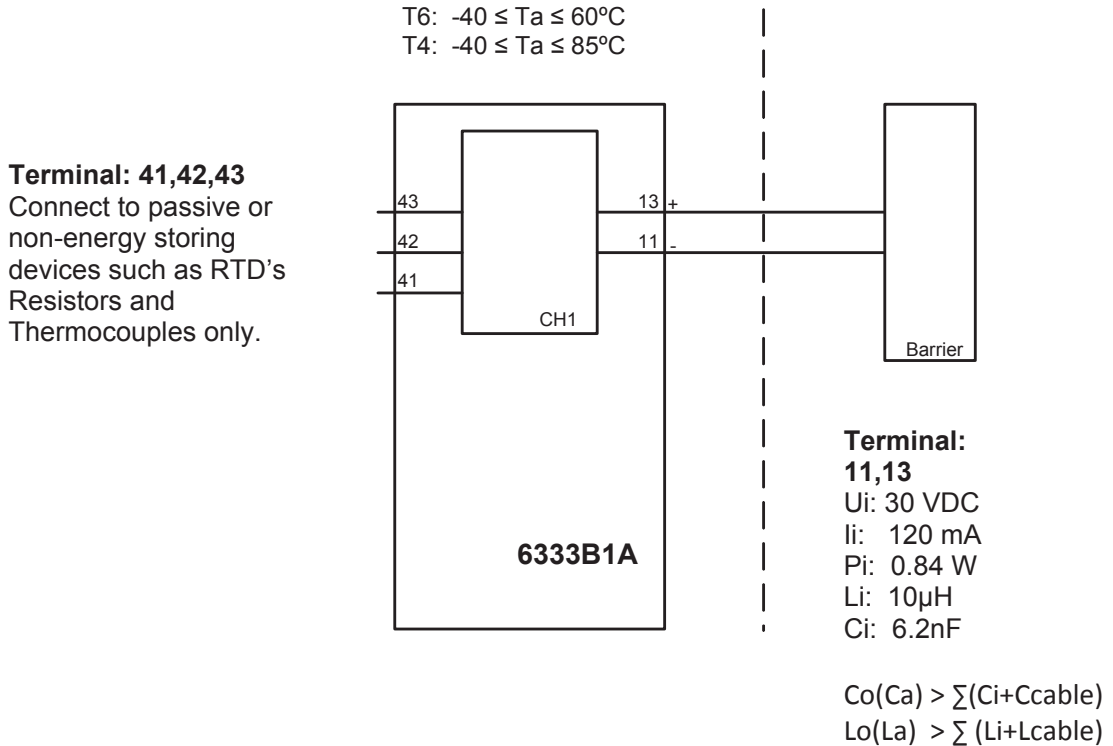 T6: -40 ≤ Ta ≤ 60ºC
T4: -40 ≤ Ta ≤ 85ºC
Terminal: 41,42,43
Connect to passive or
non-energy storing
devices such as RTD’s
Resistors and
Thermocouples only.
43
42
41
CH1
13 +
11 -
Barrier
6333B1A
Terminal:
11,13
Ui: 30 VDC
Ii: 120 mA
Pi: 0.84 W
Li: 10µH
Ci: 6.2nF
Co(Ca) > ∑(Ci+Ccable)
Lo(La) > ∑ (Li+Lcable)